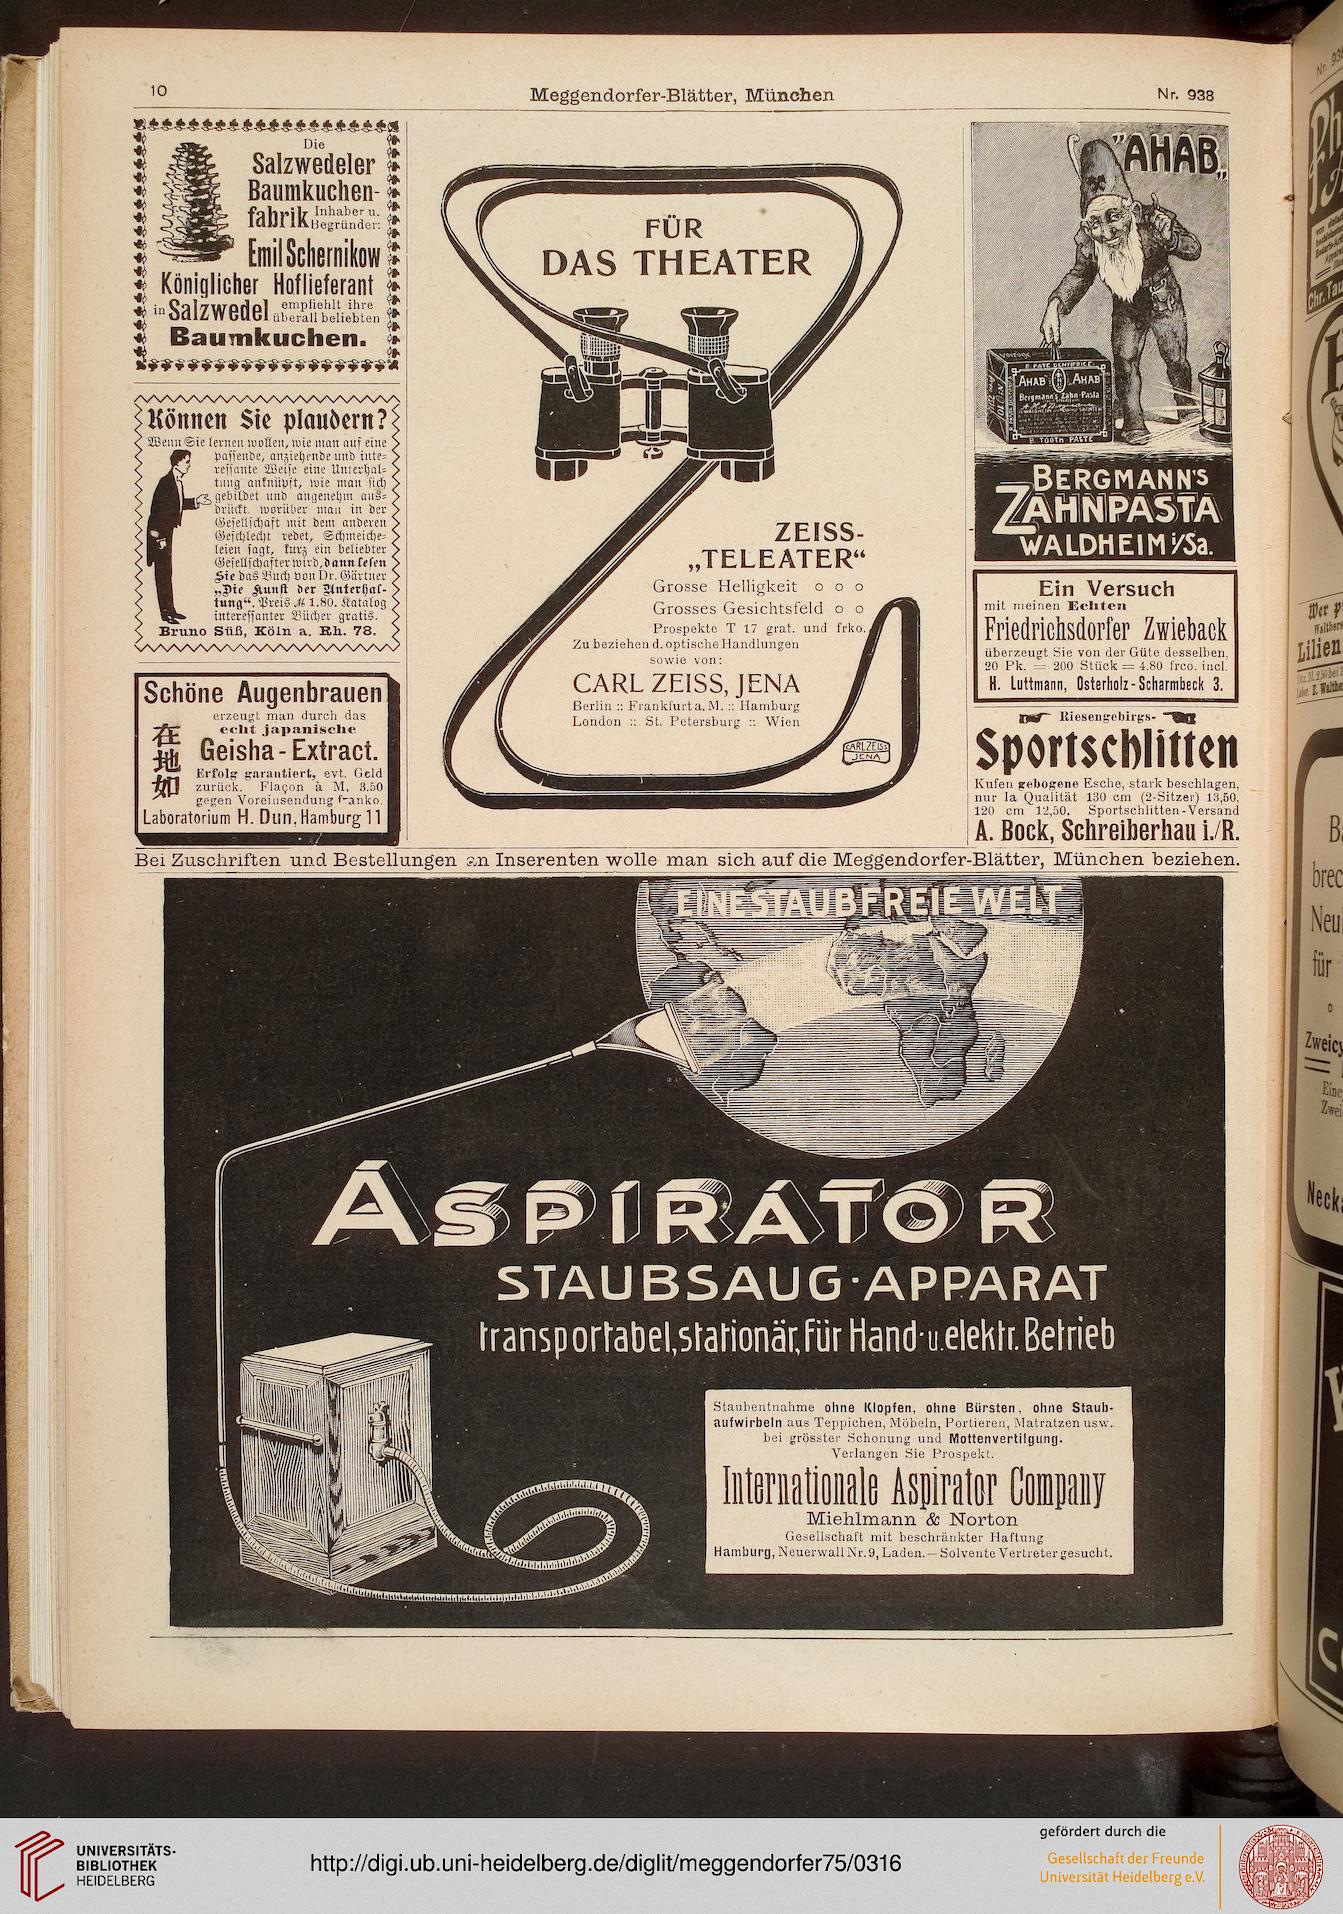 10
Meggendorfer-Blätter, München
Nr. 938
Die
Salzwedeler
Baumkuchen-
fabrik Inhaber u. Begründer:
Emil Schernikow
Königlicher Hoflieferant
in Salzwedel empfiehlt ihre überall beliebten
Baumkuchen.
Können Sie plaudern?
Wenn Sie lernen wollen, wie man auf eine
passende, anziehende und inte-
ressante Weise eine Unterhal-
tung anknüpft, wie man sich
gebildet und angenehm aus-
drückt, worüber man in der
Gesellschaft mit dem anderen
Geschlecht redet, Schmeiche-
leien sagt, kurz ein beliebter
Gesellschafter wird, dann lesen
Sie das Buch von Dr. Gärtner
„Die Kunst der Unterhal-
tung“. Preis ℳ 1.80. Katalog
interessanter Bücher gratis.
Bruno Süß, Köln a. Rh. 78.
Schöne Augenbrauen
erzeugt man durch das
echt japanische
Geisha-Extract.
在
地
如
Erfolg garantiert, evt. Geld
zurück. Flaçon à M. 3.50
gegen Voreinsendung franko.
Laboratorium H. Dun, Hamburg 11
FÜR
DAS THEATER
ZEISS-
„TELEATER“
Grosse Helligkeit o o o
Grosses Gesichtsfeld o o
Prospekte T 17 grat. und frko.
Zu beziehen d. optische Handlungen
sowie von:
CARL ZEISS, JENA
Berlin :: Frankfurt a. M. :: Hamburg
London :: St. Petersburg :: Wien
CARL ZEISS
JENA
"AHAB„
B. PATE DENTIFRICE
AHAB AHAB
Bergmann's Zahn-Pasta
B. TOOTH PASTE
BERGMANN'S
ZAHNPASTA
WALDHEIM i/Sa.
Ein Versuch
mit meinen Echten
Friedrichsdorfer Zwieback
überzeugt Sie von der Güte desselben,
20 Pk. = 200 Stück = 4.80 frco. incl.
H. Luttmann, Osterholz-Scharmbeck 3.
Riesengebirgs-
Sportschlitten
Kufen gebogene Esche, stark beschlagen,
nur Ia Qualität 130 cm (2-Sitzer) 13,50,
120 cm 12,50. Sportschlitten-Versand
A. Bock, Schreiberhau i./R.
Bei Zuschriften und Bestellungen an Inserenten wolle man sich auf die Meggendorfer-Blätter, München beziehen.
EINE STAUBFREIE WELT
ASPIRATOR
STAUBSAUG-APPARAT
transportabel, stationär, für Hand- u. elektr. Betrieb
Staubentnahme ohne Klopfen, ohne Bürsten, ohne Staub-
aufwirbeln aus Teppichen, Möbeln, Portieren, Matratzen usw.
bei grösster Schonung und Mottenvertilgung.
Verlangen Sie Prospekt.
Internationale Aspirator Company
Miehlmann & Norton
Gesellschaft mit beschränkter Haftung
Hamburg, Neuerwall Nr. 9, Laden. — Solvente Vertreter gesucht.
UNIVERSITÄTS-
BIBLIOTHEK
HEIDELBERG
http://digi.ub.uni-heidelberg.de/diglit/meggendorfer75/0316
gefördert durch die
Gesellschaft der Freunde
Universität Heidelberg e.V.